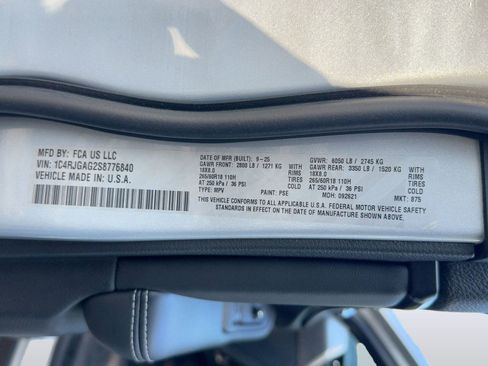 MFD BY: FCA US LLC
VIN: 1C4RJGAG2S8776840
VEHICLE MADE IN: U.S.A.
DATE OF MFR (BUILT): 9-25
GAWR FRONT: 2800 LB / 1271 KG WITH
18X8.0 RIMS
265/60R18 110H TIRES
AT 250 kPa / 36 PSI COLD
TYPE: MPV PAINT: PSE
GVWR: 6050 LB / 2745 KG
GAWR REAR: 3350 LB / 1520 KG WITH
18X8.0 RIMS
265/60R18 110H TIRES
AT 250 kPa / 36 PSI COLD
MDH: 092621 MKT: 875
THIS VEHICLE CONFORMS TO ALL APPLICABLE U.S.A. FEDERAL MOTOR VEHICLE SAFETY
STANDARDS IN EFFECT ON THE DATE OF MANUFACTURE SHOWN ABOVE.